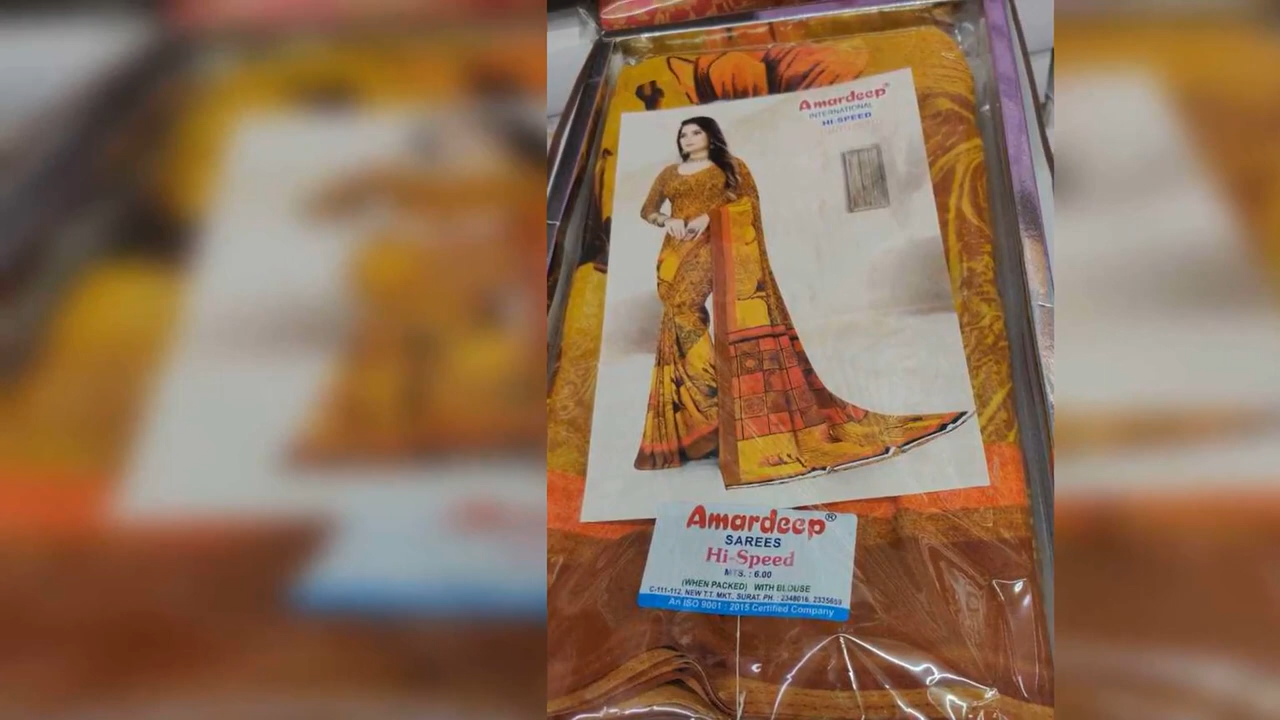 Amardeep®
INTERNATIONAL
HI-SPEED
Amardeep®
SAREES
Hi-Speed
MTS. : 6.00
(WHEN PACKED) WITH BLOUSE
C-111-112, NEW T.T. MKT., SURAT. PH. : 2348016, 2335659
An ISO 9001 : 2015 Certified Company